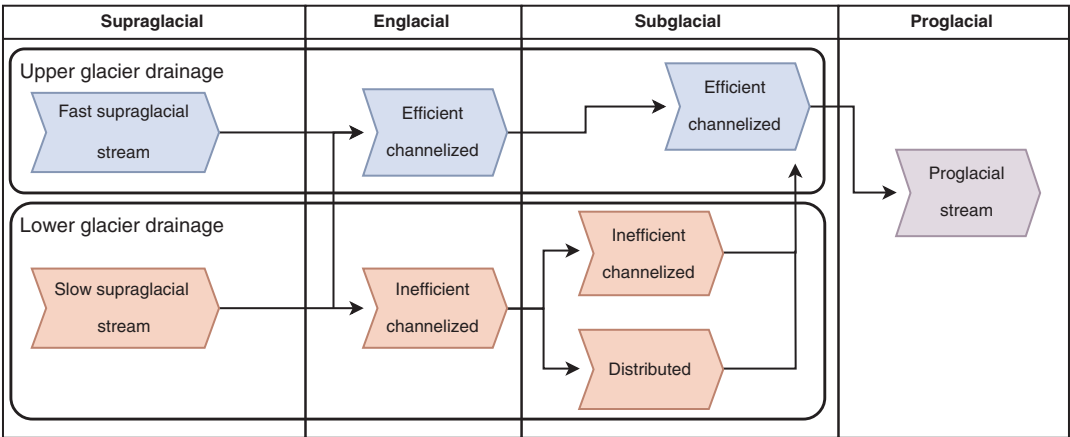 Supraglacial
Englacial
Subglacial
Proglacial
Upper glacier drainage
Fast supraglacial
stream
Efficient
channelized
Efficient
channelized
Proglacial
stream
Lower glacier drainage
Slow supraglacial
stream
Inefficient
channelized
Inefficient
channelized
Distributed